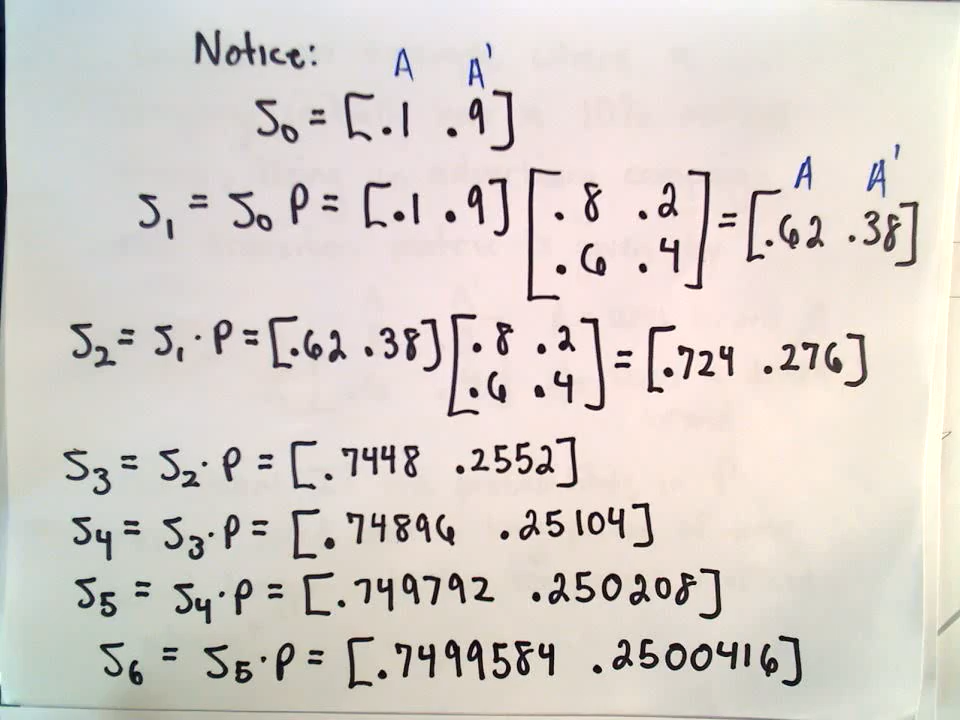 Notice:
A A'
S₀ = [.1 .9]
A A'
S₁ = S₀ P = [.1 .9] [.8 .2 = [.62 .38]
.6 .4]
S₂ = S₁ · P = [.62 .38] [.8 .2 = [.724 .276]
.6 .4]
S₃ = S₂ · P = [.7448 .2552]
S₄ = S₃ · P = [.74896 .25104]
S₅ = S₄ · P = [.749792 .250208]
S₆ = S₅ · P = [.7499584 .2500416]